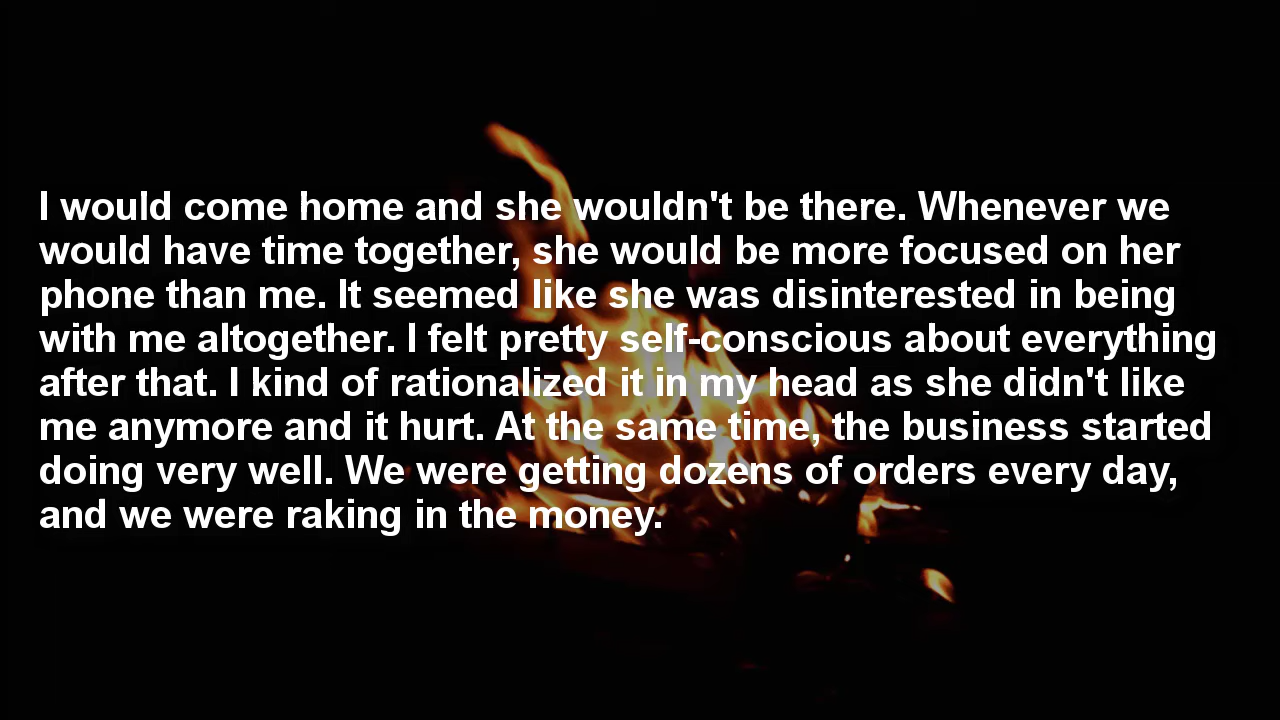 I would come home and she wouldn't be there. Whenever we
would have time together, she would be more focused on her
phone than me. It seemed like she was disinterested in being
with me altogether. I felt pretty self-conscious about everything
after that. I kind of rationalized it in my head as she didn't like
me anymore and it hurt. At the same time, the business started
doing very well. We were getting dozens of orders every day,
and we were raking in the money.